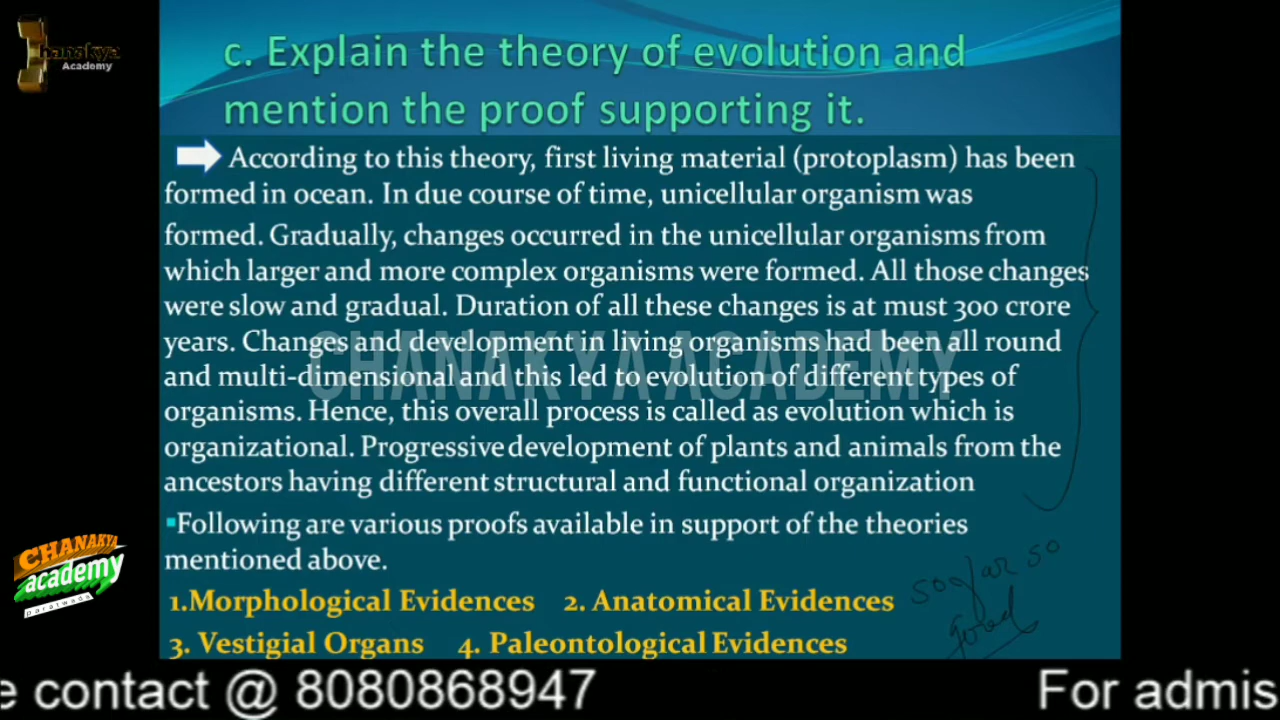 hanakya
Academy
c. Explain the theory of evolution and
mention the proof supporting it.
According to this theory, first living material (protoplasm) has been
formed in ocean. In due course of time, unicellular organism was
formed. Gradually, changes occurred in the unicellular organisms from
which larger and more complex organisms were formed. All those changes
were slow and gradual. Duration of all these changes is at must 300 crore
years. Changes and development in living organisms had been all round
CHANAKYA ACADEMY
and multi-dimensional and this led to evolution of different types of
organisms. Hence, this overall process is called as evolution which is
organizational. Progressive development of plants and animals from the
ancestors having different structural and functional organization
Following are various proofs available in support of the theories
mentioned above.
1.Morphological Evidences 2. Anatomical Evidences
3. Vestigial Organs 4. Paleontological Evidences
so far so
good
CHANAKYA
academy
paratwada
e contact @ 8080868947 For admis